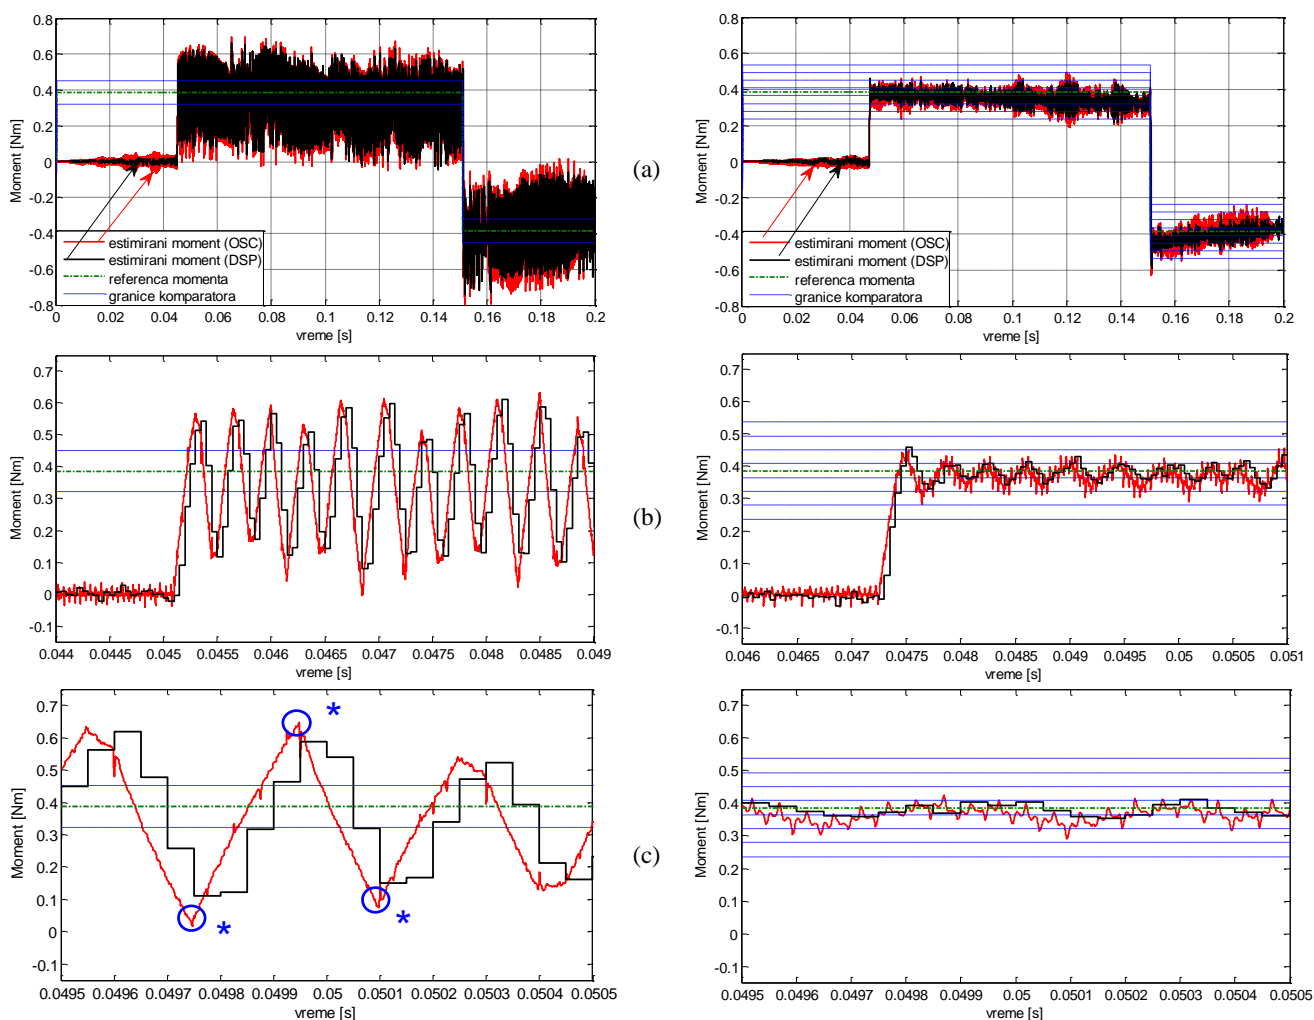 0.8
0.6
0.4
0.2
0
-0.2
-0.4
-0.6
-0.8
Moment [Nm]
estimirani moment (OSC)
estimirani moment (DSP)
referenca momenta
granice komparatora
0 0.02 0.04 0.06 0.08 0.1 0.12 0.14 0.16 0.18 0.2
vreme [s]
(a)
0.8
0.6
0.4
0.2
0
-0.2
-0.4
-0.6
-0.8
Moment [Nm]
estimirani moment (OSC)
estimirani moment (DSP)
referenca momenta
granice komparatora
0 0.02 0.04 0.06 0.08 0.1 0.12 0.14 0.16 0.18 0.2
vreme [s]
0.7
0.6
0.5
0.4
0.3
0.2
0.1
0
-0.1
Moment [Nm]
0.044 0.0445 0.045 0.0455 0.046 0.0465 0.047 0.0475 0.048 0.0485 0.049
vreme [s]
(b)
0.7
0.6
0.5
0.4
0.3
0.2
0.1
0
-0.1
Moment [Nm]
0.046 0.0465 0.047 0.0475 0.048 0.0485 0.049 0.0495 0.05 0.0505 0.051
vreme [s]
0.7
0.6
0.5
0.4
0.3
0.2
0.1
0
-0.1
Moment [Nm]
*
*
*
0.0495 0.0496 0.0497 0.0498 0.0499 0.05 0.0501 0.0502 0.0503 0.0504 0.0505
vreme [s]
(c)
0.7
0.6
0.5
0.4
0.3
0.2
0.1
0
-0.1
Moment [Nm]
0.0495 0.0496 0.0497 0.0498 0.0499 0.05 0.0501 0.0502 0.0503 0.0504 0.0505
vreme [s]